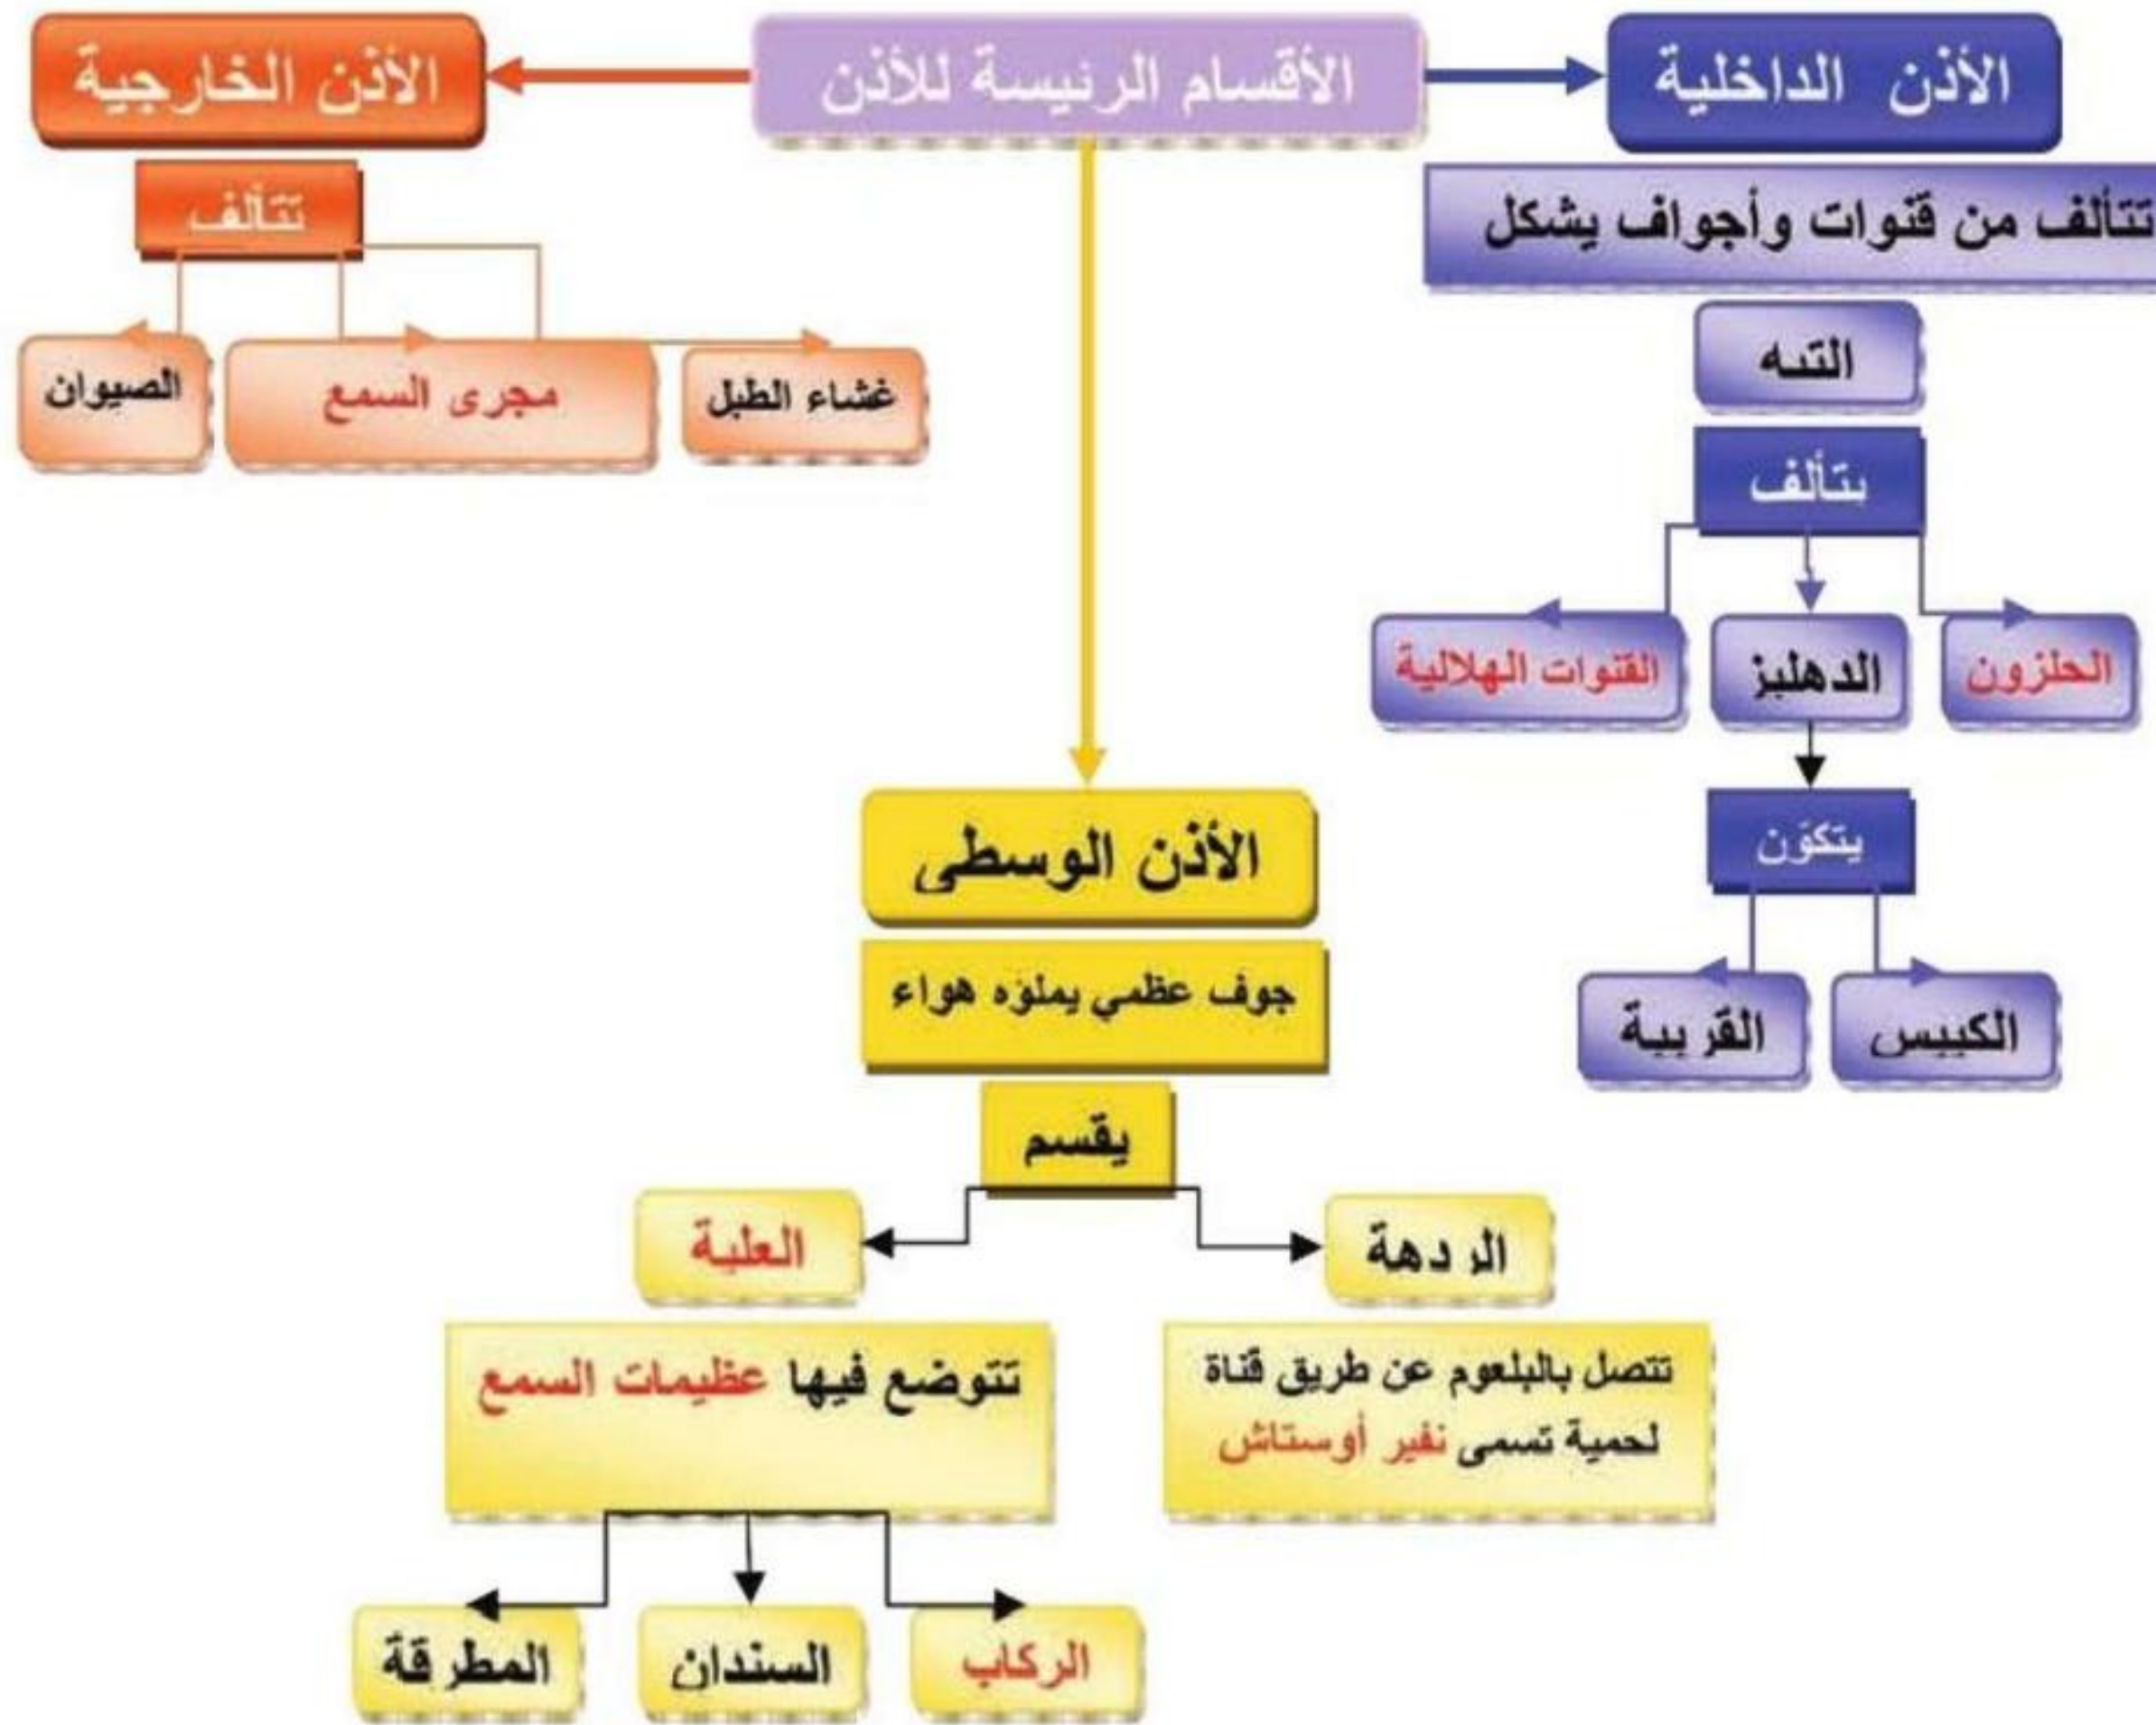 الأقسام الرئيسة للأذن
الأذن الداخلية
تتألف من قنوات وأجواف يشكل
التيه
يتألف
الحلزون
الدهليز
القنوات الهلالية
يتكوّن
الكييس
القريبة
الأذن الخارجية
تتألف
غشاء الطبل
مجرى السمع
الصيوان
الأذن الوسطى
جوف عظمي يملؤه هواء
يقسم
الردهة
تتصل بالبلعوم عن طريق قناة
لحمية تسمى نفير أوستاش
العلبة
تتوضع فيها عظيمات السمع
الركاب
السندان
المطرقة